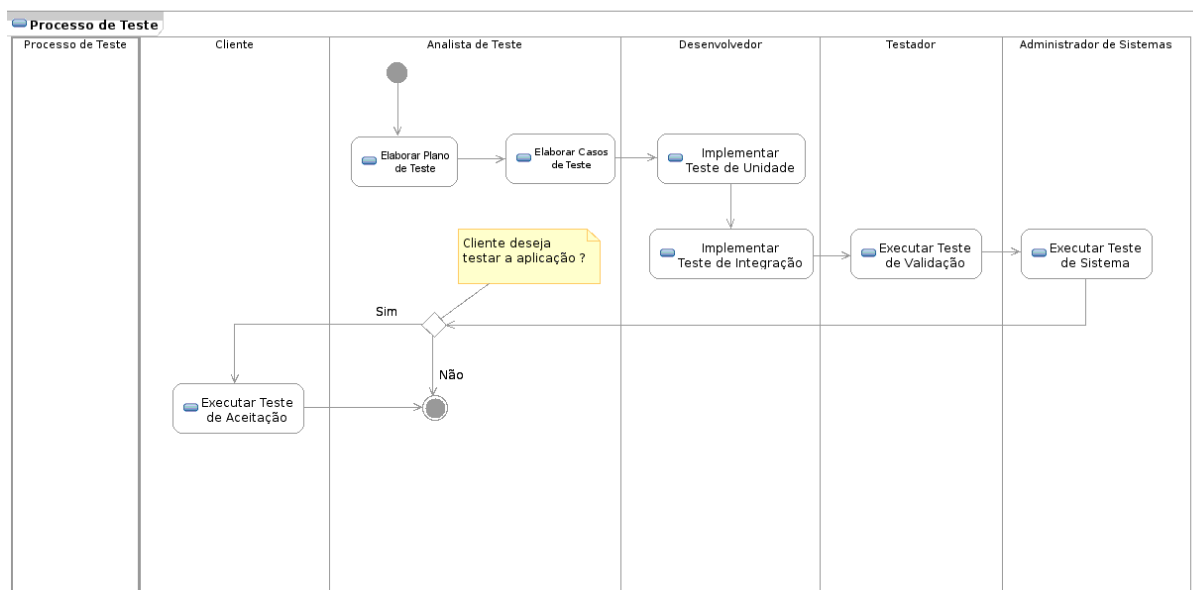 Processo de Teste
Processo de Teste
Cliente
Analista de Teste
Desenvolvedor
Testador
Administrador de Sistemas
Elaborar Plano
de Teste
Elaborar Casos
de Teste
Implementar
Teste de Unidade
Cliente deseja
testar a aplicação ?
Implementar
Teste de Integração
Executar Teste
de Validação
Executar Teste
de Sistema
Sim
Não
Executar Teste
de Aceitação